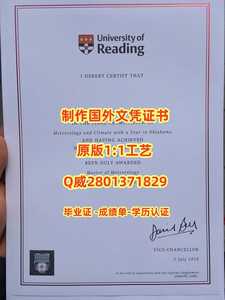 University of
Reading
I HEREBY CERTIFY THAT
制作国外文凭证书
Meteorology and Climate with a Year in Oklahoma
AND HAVING ACHIEVED
原版1:1工艺
Q威2801371829
BEEN DULY AWARDED
Master of Meteorology
毕业证 -成绩单-学历认证
VICE-CHANCELLOR